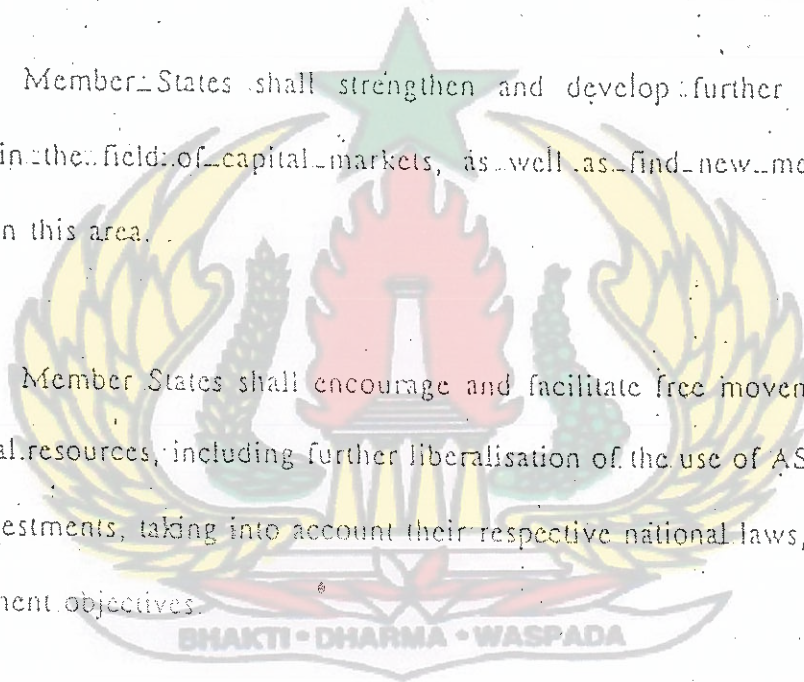 Member States shall strengthen and develop further
in the field of capital markets, as well as find new me
n this area.
Member States shall encourage and facilitate free movem
al resources, including further liberalisation of the use of AS
estments, taking into account their respective national laws,
nent objectives.
BHAKTI • DHARMA • WASPADA